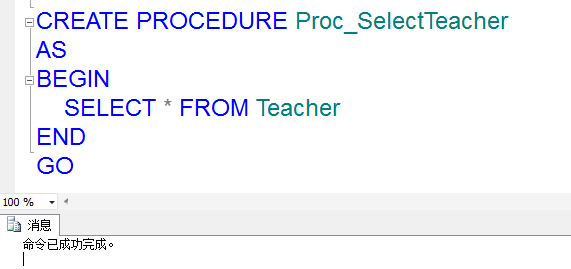 CREATE PROCEDURE Proc_SelectTeacher
AS
BEGIN
SELECT * FROM Teacher
END
GO
100 %
消息
命令已成功完成。